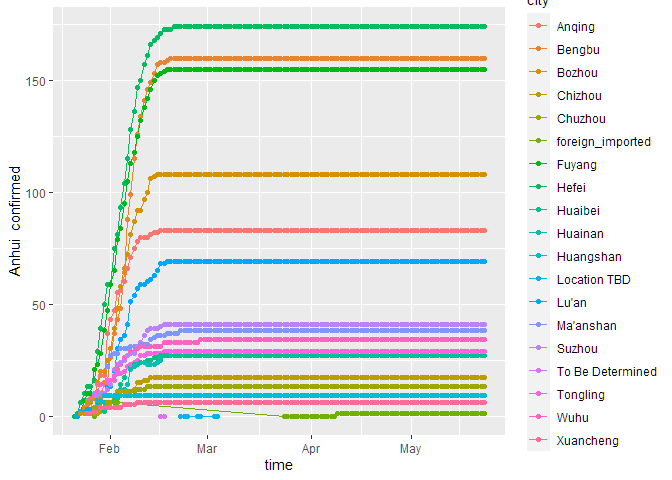 city
Anqing
Bengbu
Bozhou
Chizhou
Chuzhou
foreign_imported
Fuyang
Hefei
Huaibei
Huainan
Huangshan
Location TBD
Lu'an
Ma'anshan
Suzhou
To Be Determined
Tongling
Wuhu
Xuancheng
Anhui confirmed
150
100
50
0
Feb
Mar
Apr
May
time